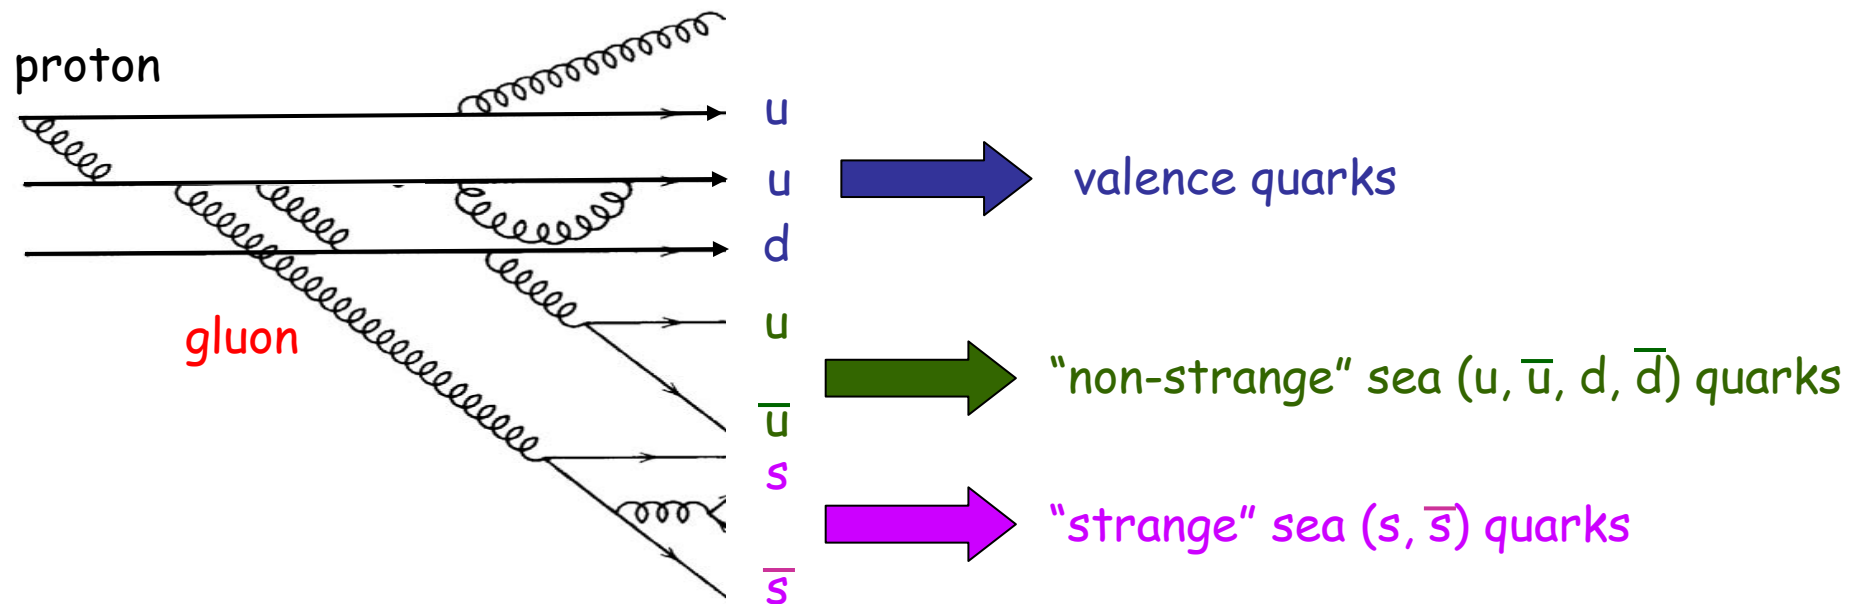 proton
u
u
valence quarks
d
gluon
u
“non-strange” sea (u, u̅, d, d̅) quarks
u̅
s
“strange” sea (s, s̅) quarks
s̅